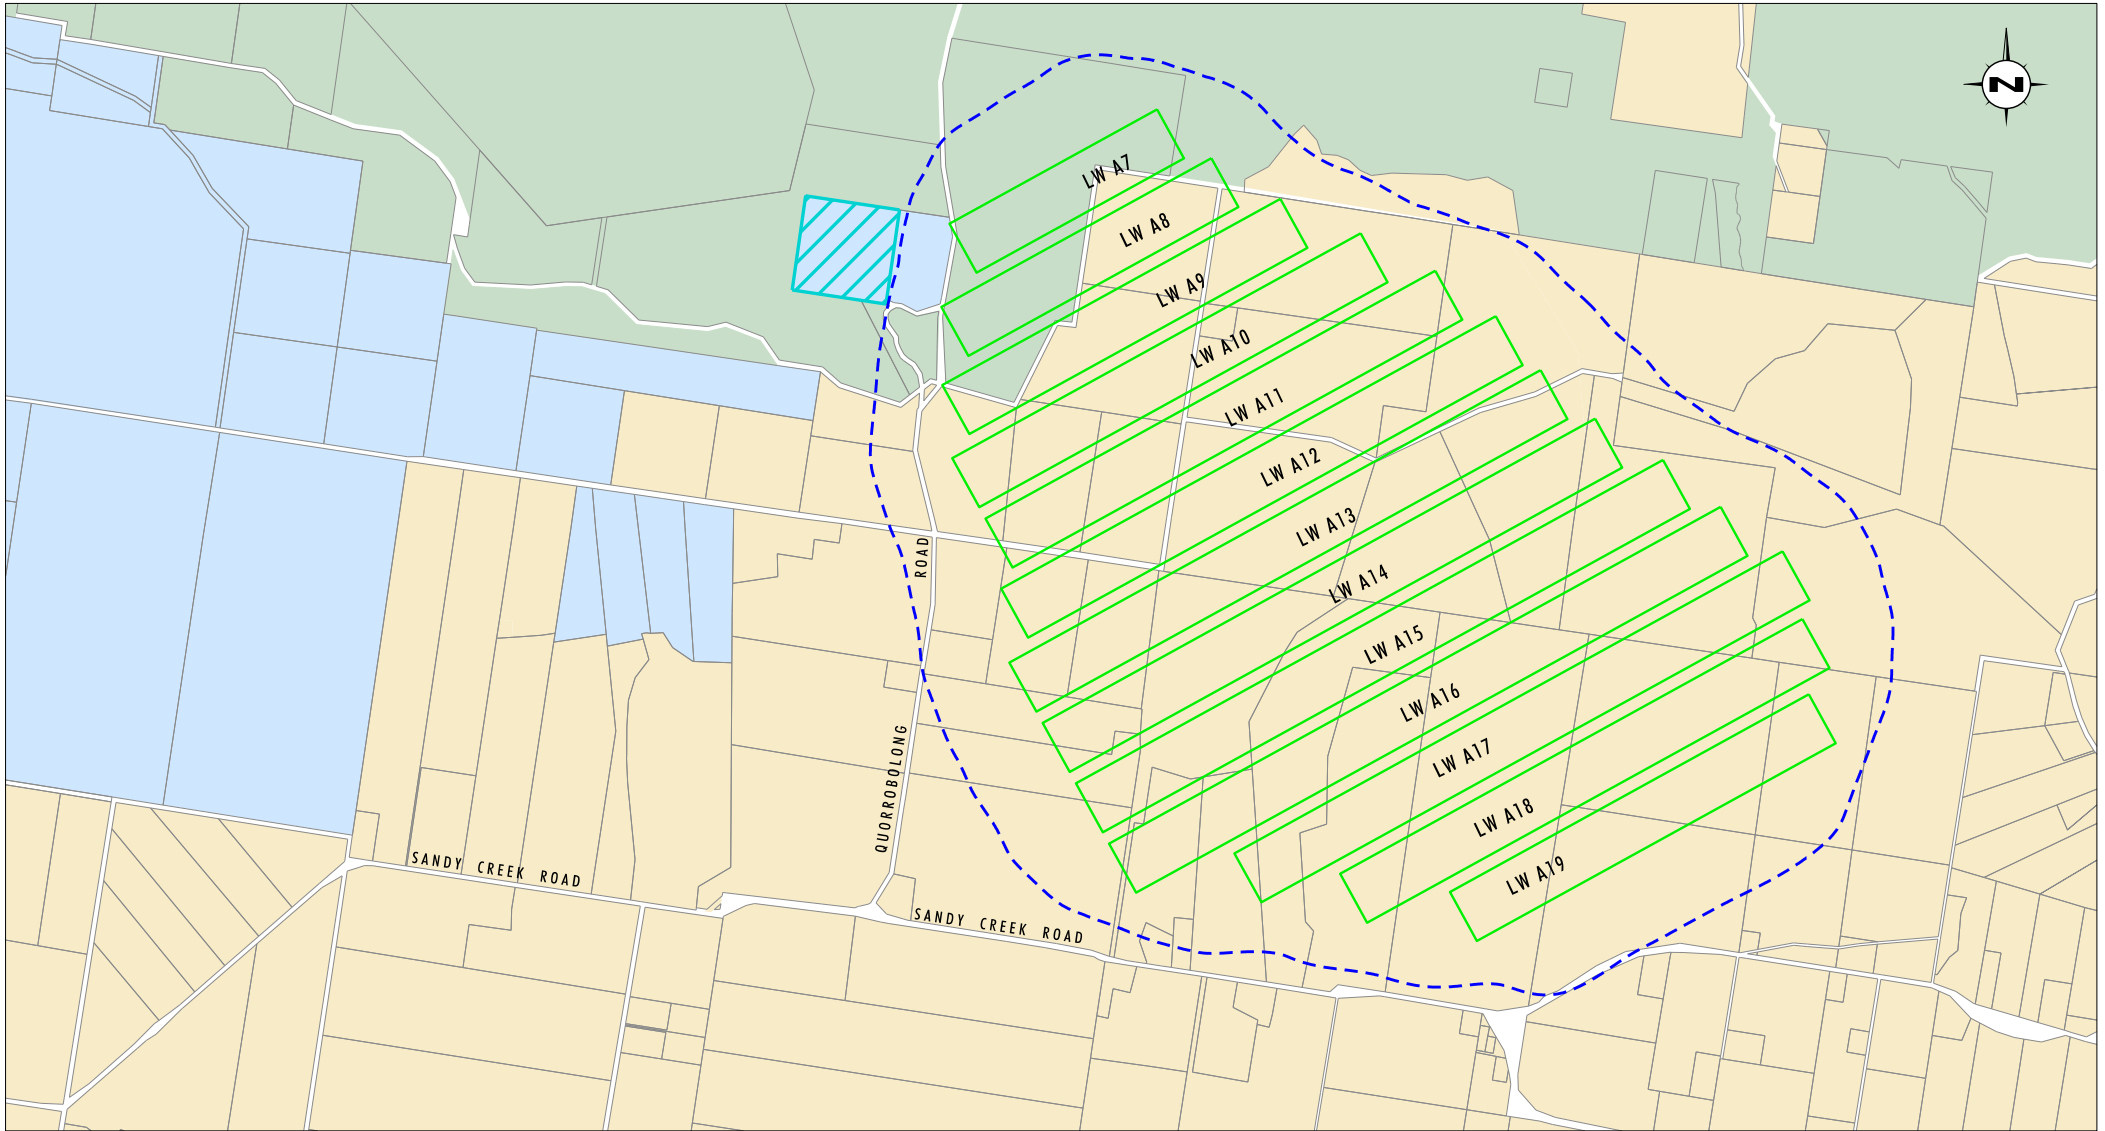 N
LW A7
LW A8
LW A9
LW A10
LW A11
LW A12
LW A13
LW A14
LW A15
LW A16
LW A17
LW A18
LW A19
QUORROBOLONG ROAD
SANDY CREEK ROAD
SANDY CREEK ROAD